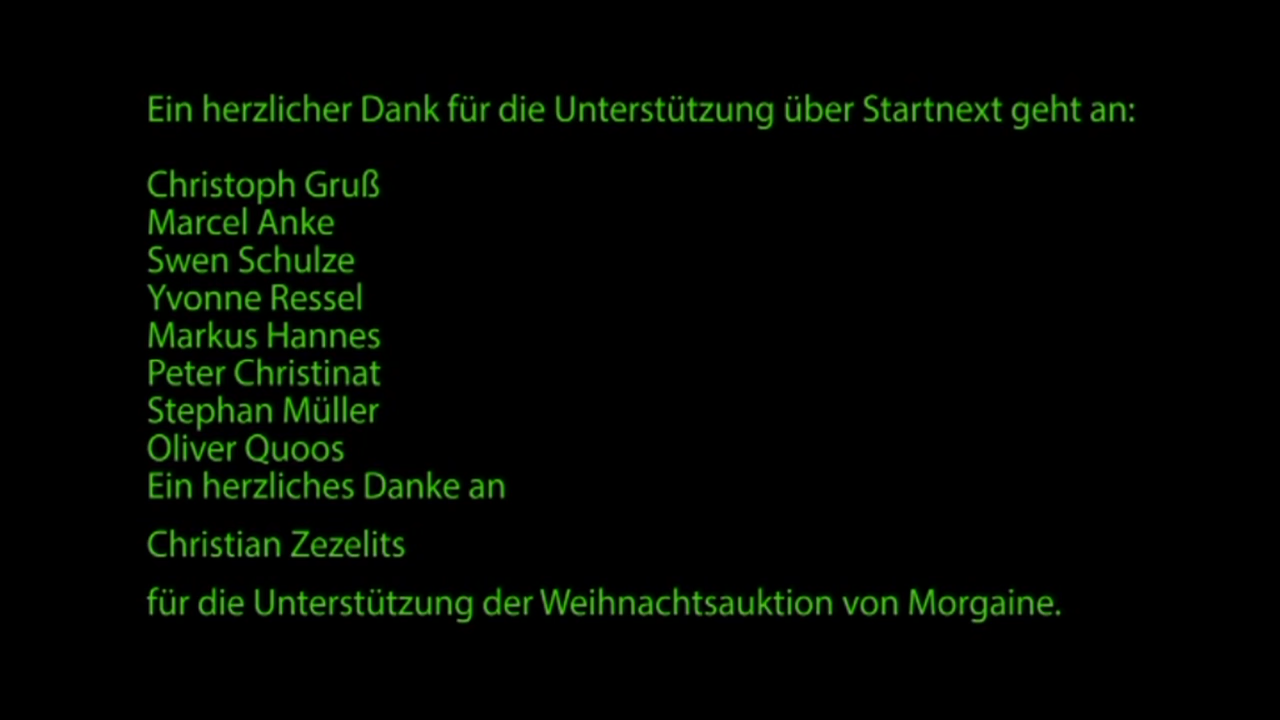 Ein herzlicher Dank für die Unterstützung über Startnext geht an:
Christoph Gruß
Marcel Anke
Swen Schulze
Yvonne Ressel
Markus Hannes
Peter Christinat
Stephan Müller
Oliver Quoos
Ein herzliches Danke an
Christian Zezelits
für die Unterstützung der Weihnachtsauktion von Morgaine.